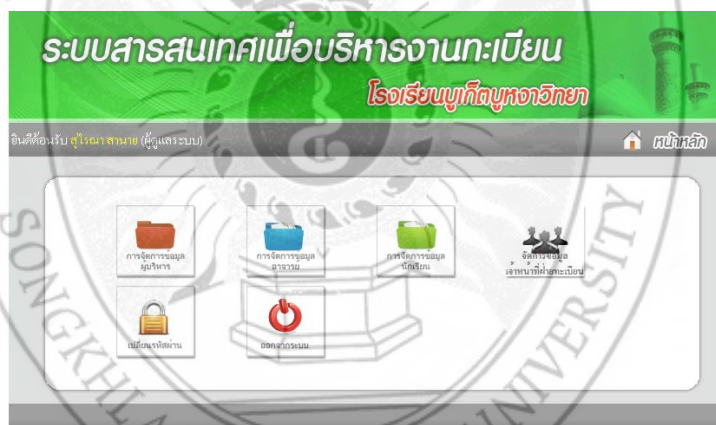 ระบบสารสนเทศเพื่อบริหารงานทะเบียน
โรงเรียนบูเก็ตบูหงาวิทยา
ยินดีต้อนรับ สุไรณา สานาย (ผู้ดูแลระบบ)
หน้าหลัก
การจัดการข้อมูล
ผู้บริหาร
การจัดการข้อมูล
อาจารย์
การจัดการข้อมูล
นักเรียน
จัดการข้อมูล
เจ้าหน้าที่ฝ่ายทะเบียน
เปลี่ยนรหัสผ่าน
ออกจากระบบ